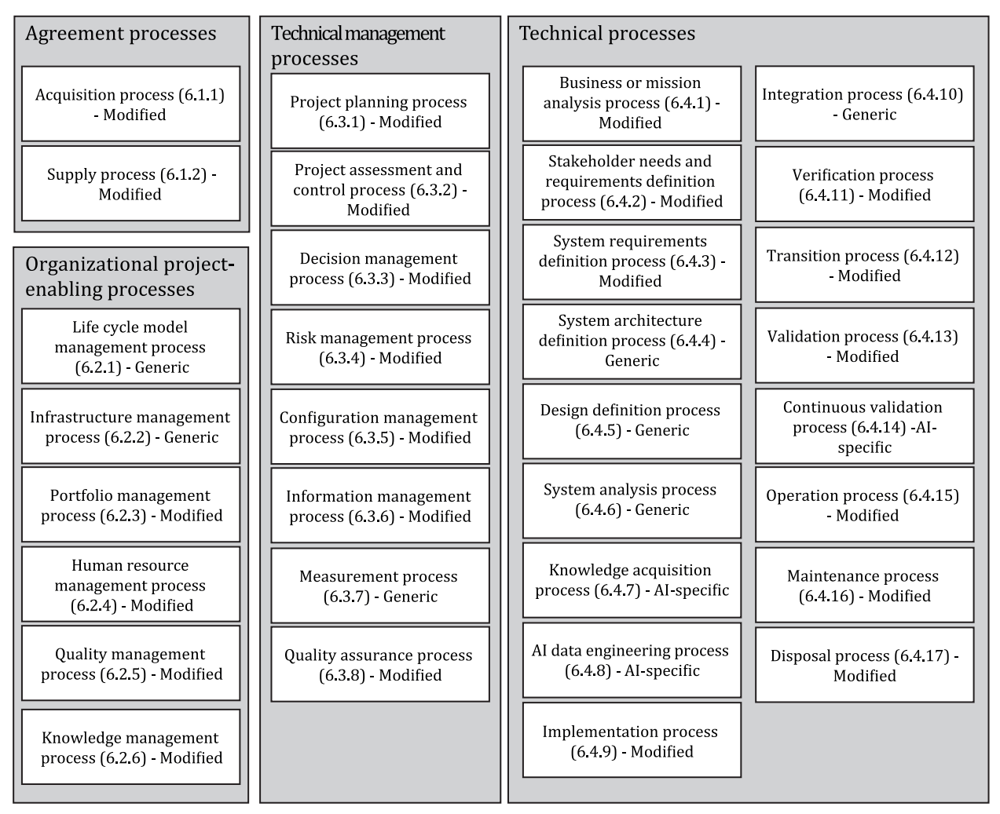 Agreement processes
Acquisition process (6.1.1)
- Modified
Supply process (6.1.2) -
Modified
Organizational project-
enabling processes
Life cycle model
management process
(6.2.1) - Generic
Infrastructure management
process (6.2.2) - Generic
Portfolio management
process (6.2.3) - Modified
Human resource
management process
(6.2.4) - Modified
Quality management
process (6.2.5) - Modified
Knowledge management
process (6.2.6) - Modified
Technical management
processes
Project planning process
(6.3.1) - Modified
Project assessment and
control process (6.3.2) -
Modified
Decision management
process (6.3.3) - Modified
Risk management process
(6.3.4) - Modified
Configuration management
process (6.3.5) - Modified
Information management
process (6.3.6) - Modified
Measurement process
(6.3.7) - Generic
Quality assurance process
(6.3.8) - Modified
Technical processes
Business or mission
analysis process (6.4.1) -
Modified
Stakeholder needs and
requirements definition
process (6.4.2) - Modified
System requirements
definition process (6.4.3) -
Modified
System architecture
definition process (6.4.4) -
Generic
Design definition process
(6.4.5) - Generic
System analysis process
(6.4.6) - Generic
Knowledge acquisition
process (6.4.7) - AI-specific
AI data engineering process
(6.4.8) - AI-specific
Implementation process
(6.4.9) - Modified
Integration process (6.4.10)
- Generic
Verification process
(6.4.11) - Modified
Transition process (6.4.12)
- Modified
Validation process (6.4.13)
- Modified
Continuous validation
process (6.4.14) -AI-
specific
Operation process (6.4.15)
- Modified
Maintenance process
(6.4.16) - Modified
Disposal process (6.4.17) -
Modified